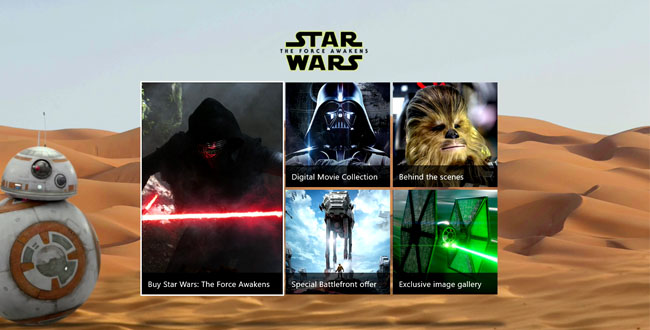 STAR
THE FORCE AWAKENS
WARS
Digital Movie Collection
Behind the scenes
Buy Star Wars: The Force Awakens
Special Battlefront offer
Exclusive image gallery